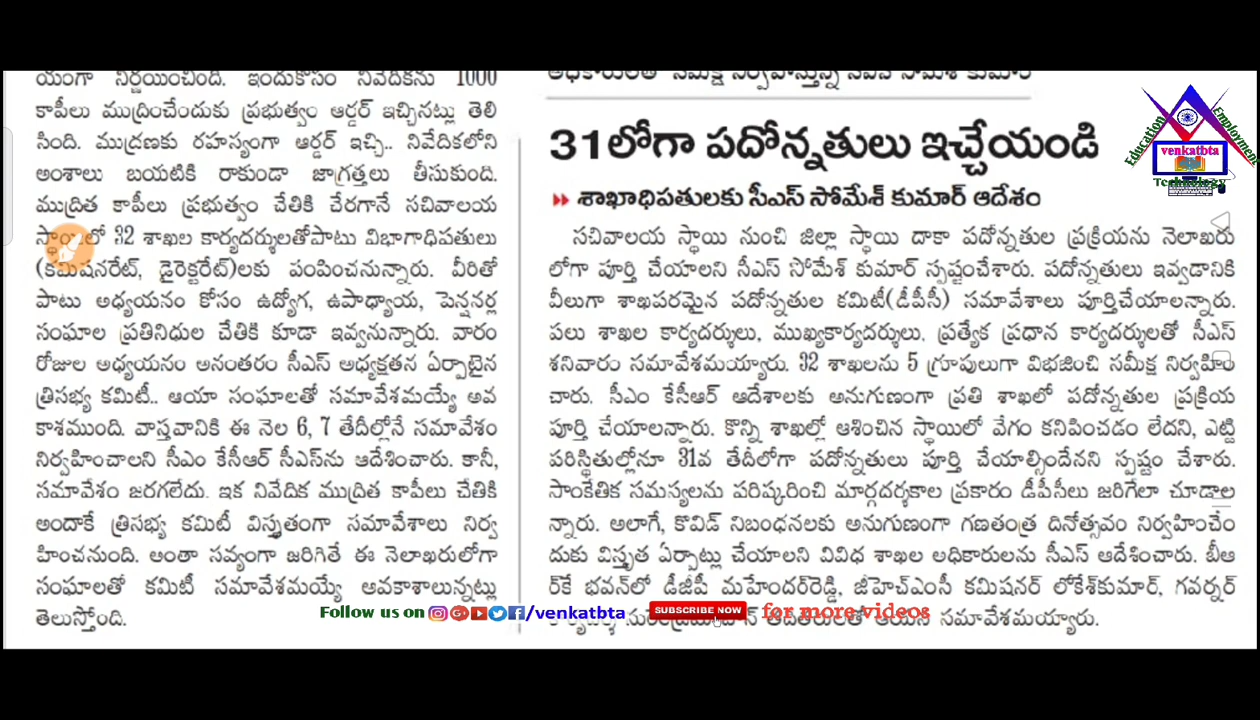 యంగా నిర్ణయించింది. ఇందుకోసం నివేదికను 1000
కాపీలు ముద్రించేందుకు ప్రభుత్వం ఆర్డర్ ఇచ్చినట్లు తెలి
సింది. ముద్రణకు రహస్యంగా ఆర్డర్ ఇచ్చి.. నివేదికలోని
అంశాలు బయటికి రాకుండా జాగ్రత్తలు తీసుకుంది.
ముద్రిత కాపీలు ప్రభుత్వం చేతికి చేరగానే సచివాలయ
స్థాయిలో 32 శాఖల కార్యదర్శులతోపాటు విభాగాధిపతులు
(కమిషనరేట్, డైరెక్టరేట్)లకు పంపించనున్నారు. వీరితో
పాటు అధ్యయనం కోసం ఉద్యోగ, ఉపాధ్యాయ, పెన్షనర్ల
సంఘాల ప్రతినిధుల చేతికి కూడా ఇవ్వనున్నారు. వారం
రోజుల అధ్యయనం అనంతరం సీఎస్ అధ్యక్షతన ఏర్పాటైన
త్రిసభ్య కమిటీ.. ఆయా సంఘాలతో సమావేశమయ్యే అవ
కాశముంది. వాస్తవానికి ఈ నెల 6, 7 తేదీల్లోనే సమావేశం
నిర్వహించాలని సీఎం కేసీఆర్ సీఎస్‌ను ఆదేశించారు. కానీ,
సమావేశం జరగలేదు. ఇక నివేదిక ముద్రిత కాపీలు చేతికి
అందాకే త్రిసభ్య కమిటీ విస్తృతంగా సమావేశాలు నిర్వ
హించనుంది. అంతా సవ్యంగా జరిగితే ఈ నెలాఖరులోగా
సంఘాలతో కమిటీ సమావేశమయ్యే అవకాశాలున్నట్లు
తెలుస్తోంది.
అధికారులతో సమీక్ష నిర్వహిస్తున్న సీఎస్ సోమేశ్ కుమార్
31లోగా పదోన్నతులు ఇచ్చేయండి
శాఖాధిపతులకు సీఎస్ సోమేశ్ కుమార్ ఆదేశం
సచివాలయ స్థాయి నుంచి జిల్లా స్థాయి దాకా పదోన్నతుల ప్రక్రియను నెలాఖరు
లోగా పూర్తి చేయాలని సీఎస్ సోమేశ్ కుమార్ స్పష్టంచేశారు. పదోన్నతులు ఇవ్వడానికి
వీలుగా శాఖపరమైన పదోన్నతుల కమిటీ(డీపీసీ) సమావేశాలు పూర్తిచేయాలన్నారు.
పలు శాఖల కార్యదర్శులు, ముఖ్యకార్యదర్శులు. ప్రత్యేక ప్రధాన కార్యదర్శులతో సీఎస్
శనివారం సమావేశమయ్యారు. 32 శాఖలను 5 గ్రూపులుగా విభజించి సమీక్ష నిర్వహిం
చారు. సీఎం కేసీఆర్ ఆదేశాలకు అనుగుణంగా ప్రతి శాఖలో పదోన్నతుల ప్రక్రియ
పూర్తి చేయాలన్నారు. కొన్ని శాఖల్లో ఆశించిన స్థాయిలో వేగం కనిపించడం లేదని, ఎట్టి
పరిస్థితుల్లోనూ 31వ తేదీలోగా పదోన్నతులు పూర్తి చేయాల్సిందేనని స్పష్టం చేశారు.
సాంకేతిక సమస్యలను పరిష్కరించి మార్గదర్శకాల ప్రకారం డీపీసీలు జరిగేలా చూడాల
న్నారు. అలాగే, కొవిడ్ నిబంధనలకు అనుగుణంగా గణతంత్ర దినోత్సవం నిర్వహించేం
దుకు విస్తృత ఏర్పాట్లు చేయాలని వివిధ శాఖల అధికారులను సీఎస్ ఆదేశించారు. బీఆ
ర్‌కే భవన్‌లో డీజీపీ మహేందర్‌రెడ్డి, జీహెచ్ఎంసీ కమిషనర్ లోకేశ్‌కుమార్, గవర్నర్
సమావేశమయ్యారు.
Education
Employment
venkatbta
Technology
Follow us on /venkatbta SUBSCRIBE NOW for more videos